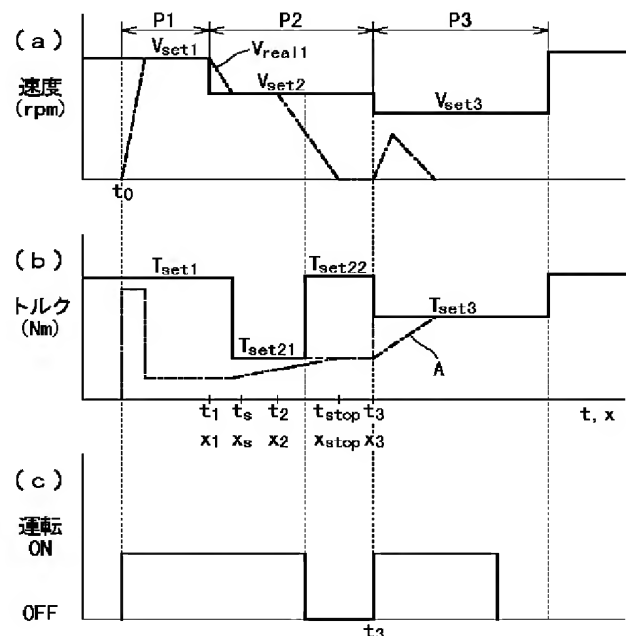 P1 P2 P3
(a)
Vset1 Vreal1
速度
(rpm)
Vset2
Vset3
t0
(b)
Tset1 Tset22
トルク
(Nm)
Tset3
Tset21
A
t1 ts t2 tstop t3 t, x
x1 xs x2 xstop x3
(c)
運転
ON
OFF
t3